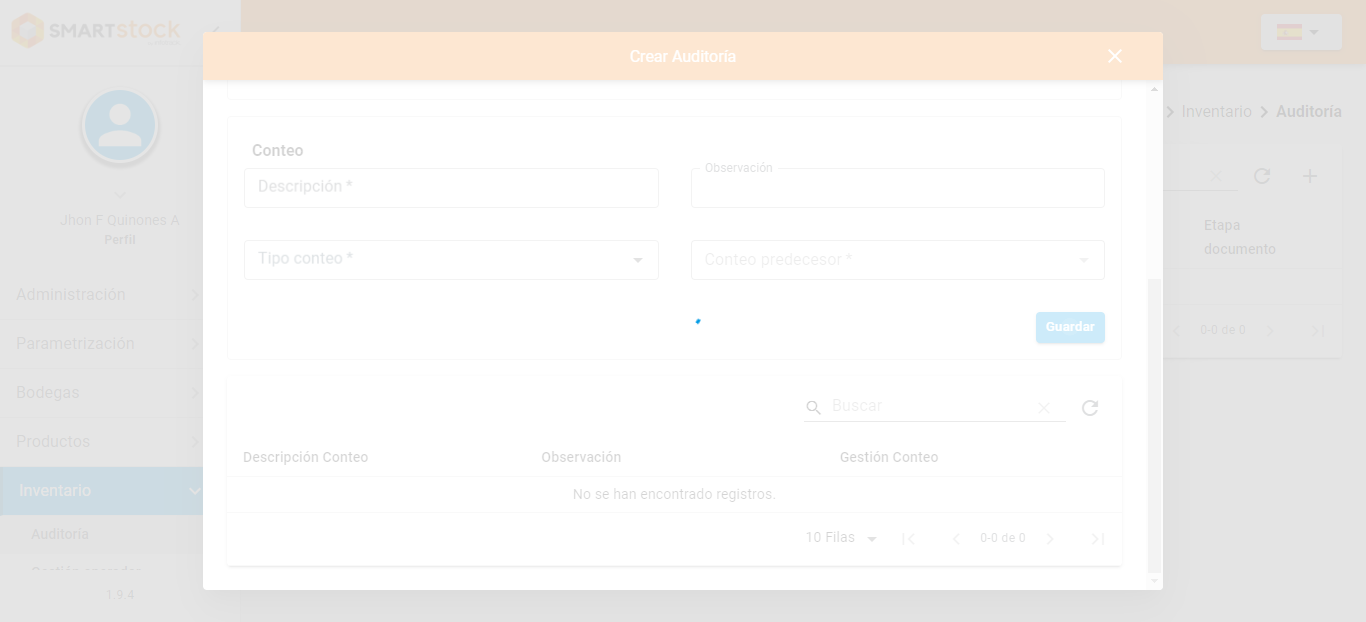 SMARTstock
Crear Auditoría
Inventario
Auditoría
Conteo
Descripción *
Observación
Jhon F Quinones A
Perfil
Etapa
documento
Tipo conteo *
Conteo predecesor *
Administración
Guardar
0-0 de 0
Parametrización
Bodegas
Buscar
Productos
Descripción Conteo
Observación
Gestión Conteo
Inventario
No se han encontrado registros.
Auditoría
10 Filas
0-0 de 0
1.9.4